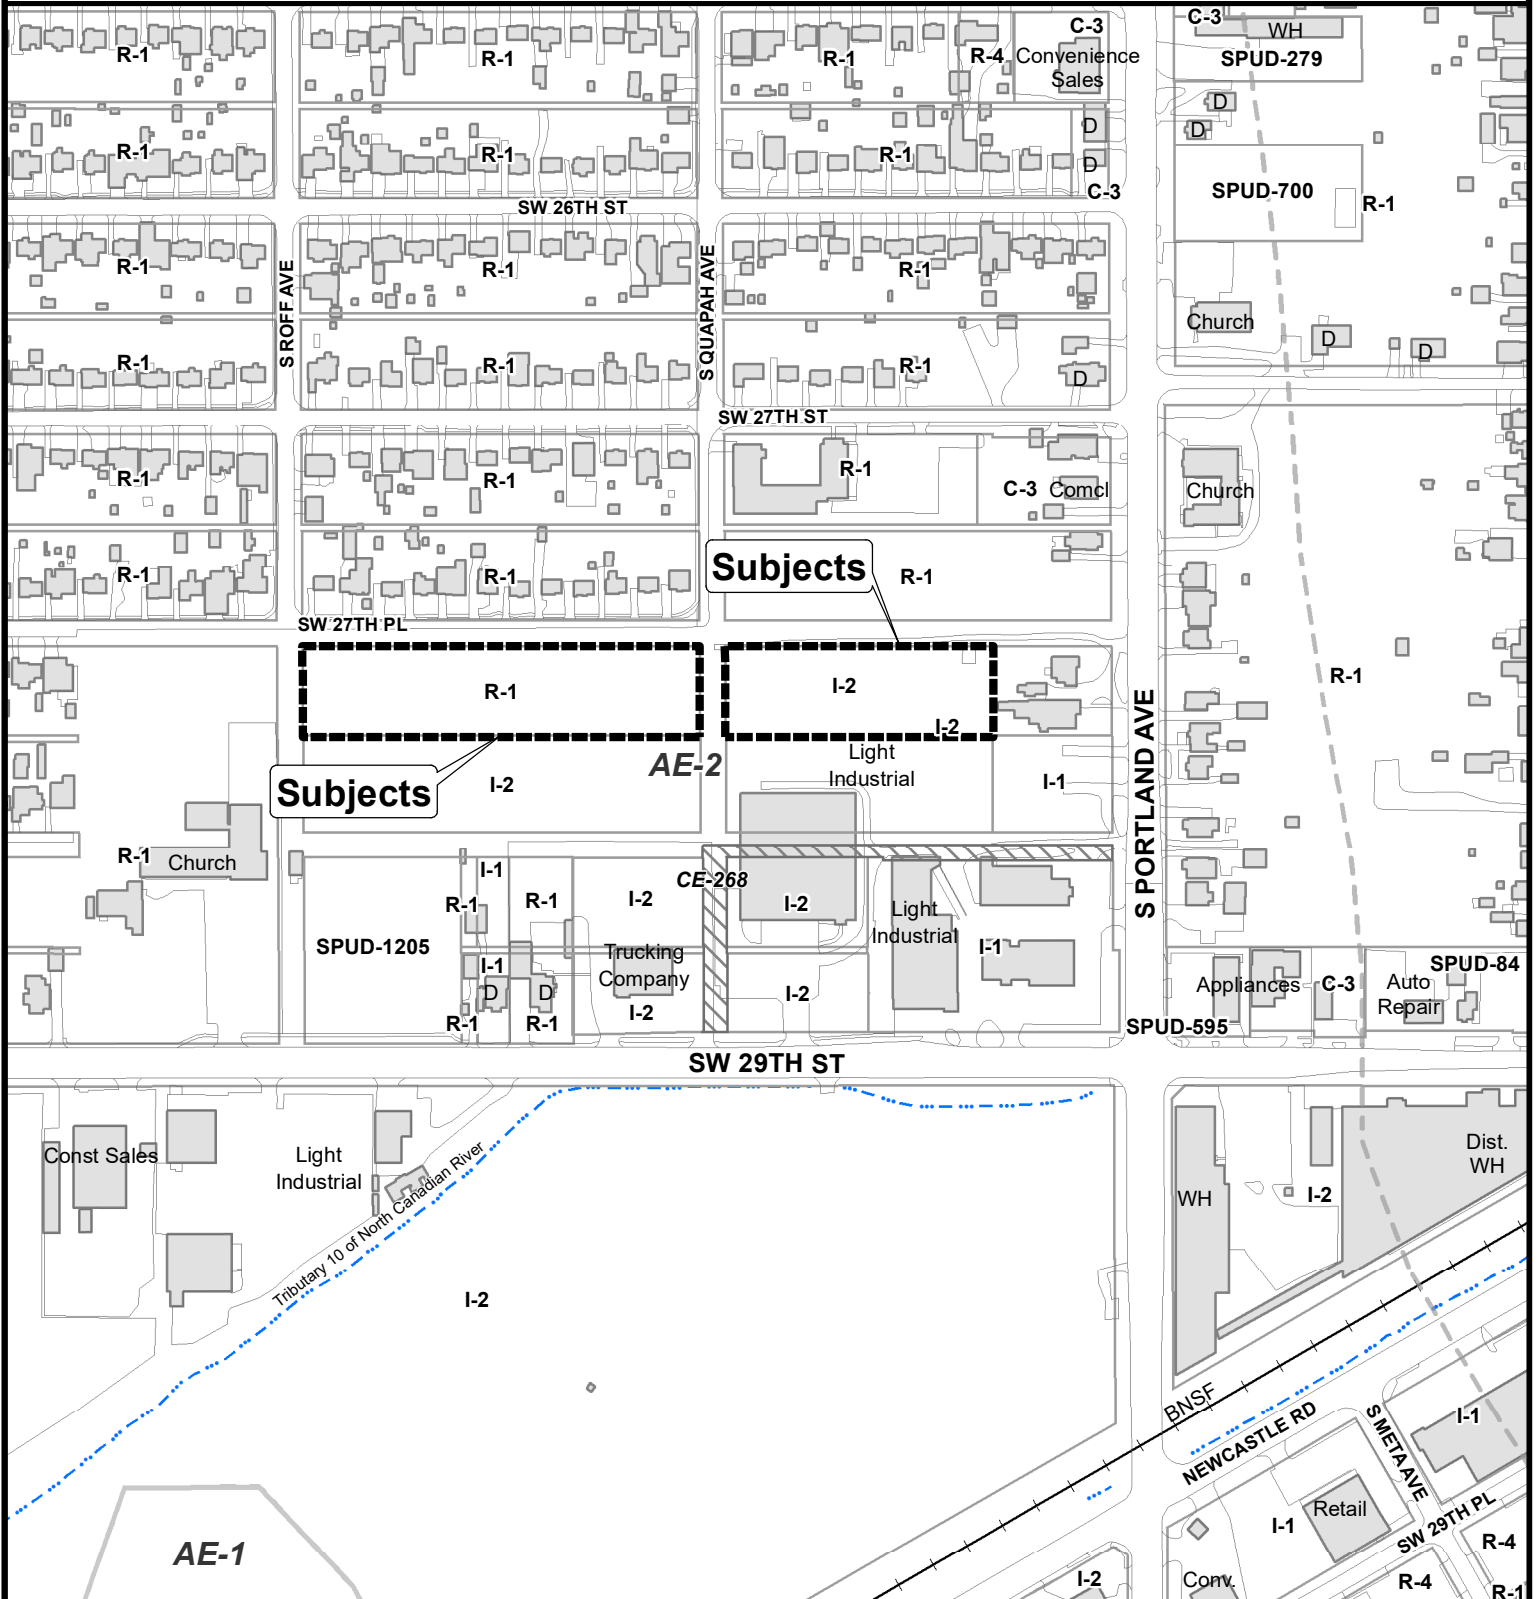 C-3
C-3
WH
R-1
R-1
R-1
R-4
Convenience
Sales
SPUD-279
D
D
D
R-1
R-1
R-1
D
C-3
SPUD-700
R-1
SW 26TH ST
R-1
R-1
R-1
S ROFF AVE
S QUAPAH AVE
Church
D
D
R-1
R-1
R-1
D
SW 27TH ST
R-1
R-1
R-1
C-3
Comcl
Church
R-1
R-1
Subjects
R-1
SW 27TH PL
R-1
I-2
R-1
I-2
S PORTLAND AVE
AE-2
Light
Industrial
Subjects
I-2
I-1
R-1
Church
I-1
CE-268
R-1
R-1
I-2
I-2
Light
Industrial
SPUD-1205
I-1
Trucking
Company
I-1
D
D
I-2
Appliances
C-3
Auto
Repair
SPUD-84
R-1
R-1
I-2
SPUD-595
SW 29TH ST
Const Sales
Light
Industrial
Tributary 10 of North Canadian River
Dist.
WH
WH
I-2
I-2
BNSF
NEWCASTLE RD
S META AVE
I-1
Retail
I-1
SW 29TH PL
AE-1
R-4
I-2
Conv.
R-4
R-1